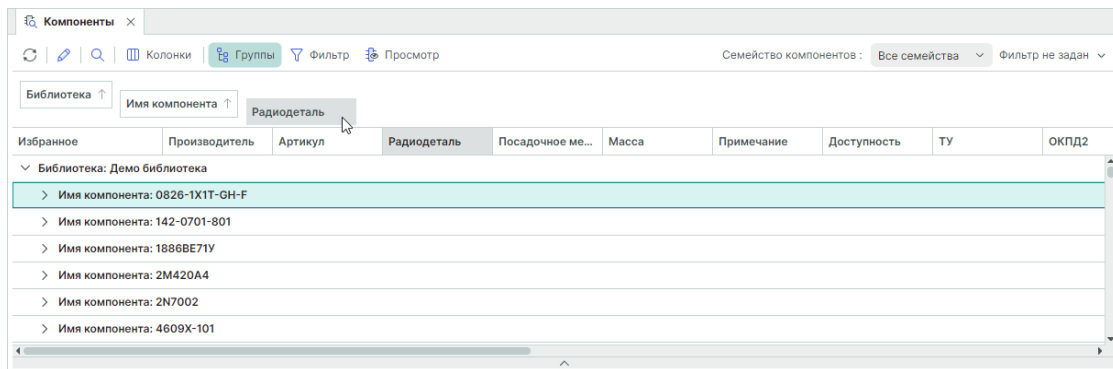 Компоненты
Колонки Группы Фильтр Просмотр Семейство компонентов : Все семейства Фильтр не задан
Библиотека ↑ Имя компонента ↑ Радиодеталь
Избранное Производитель Артикул Радиодеталь Посадочное ме... Масса Примечание Доступность ТУ ОКПД2
Библиотека: Демо библиотека
Имя компонента: 0826-1X1T-GH-F
Имя компонента: 142-0701-801
Имя компонента: 1886ВЕ71У
Имя компонента: 2М420А4
Имя компонента: 2N7002
Имя компонента: 4609X-101